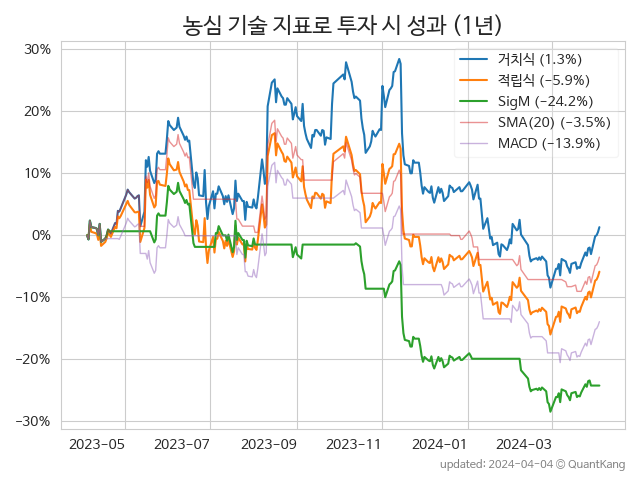 농심 기술 지표로 투자 시 성과 (1년)
30%
20%
10%
0%
−10%
−20%
−30%
거치식 (1.3%)
적립식 (−5.9%)
SigM (−24.2%)
SMA(20) (−3.5%)
MACD (−13.9%)
2023-05 2023-07 2023-09 2023-11 2024-01 2024-03
updated: 2024-04-04 @ QuantKang